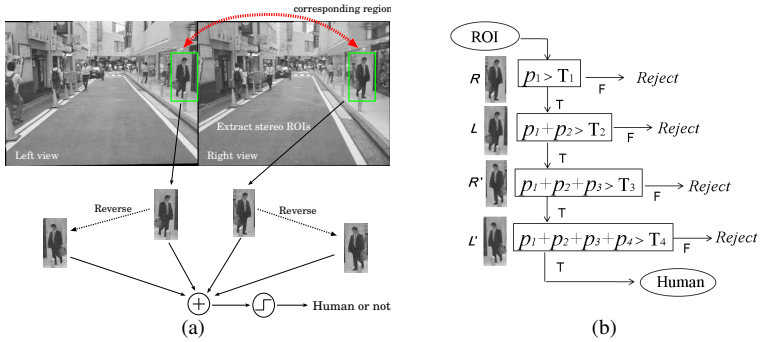 corresponding region
Extract stereo ROIs
Left view
Right view
Reverse
Reverse
+
Human or not
(a)
ROI
R
p1 > T1
F
Reject
T
L
p1+p2 > T2
F
Reject
T
R'
p1+p2+p3 > T3
F
Reject
T
L'
p1+p2+p3+p4 > T4
F
Reject
T
Human
(b)